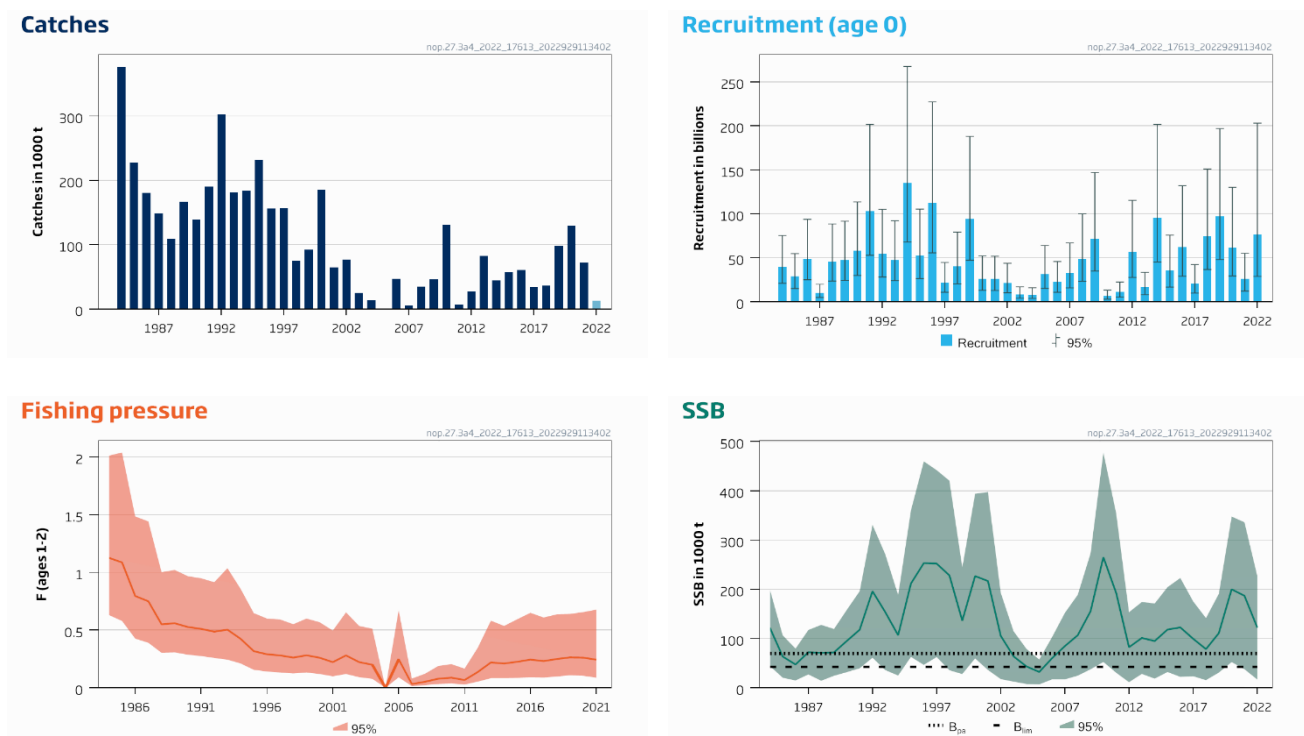 Catches
nop.27.3a4_2022_17613_2022929113402
Catches in 1000 t
300
200
100
0
1987 1992 1997 2002 2007 2012 2017 2022
Recruitment (age 0)
nop.27.3a4_2022_17613_2022929113402
Recruitment in billions
250
200
150
100
50
0
1987 1992 1997 2002 2007 2012 2017 2022
Recruitment 95%
Fishing pressure
nop.27.3a4_2022_17613_2022929113402
F (ages 1-2)
2
1.5
1
0.5
0
1986 1991 1996 2001 2006 2011 2016 2021
95%
SSB
nop.27.3a4_2022_17613_2022929113402
SSB in 1000 t
500
400
300
200
100
0
1987 1992 1997 2002 2007 2012 2017 2022
Bpa Blim 95%